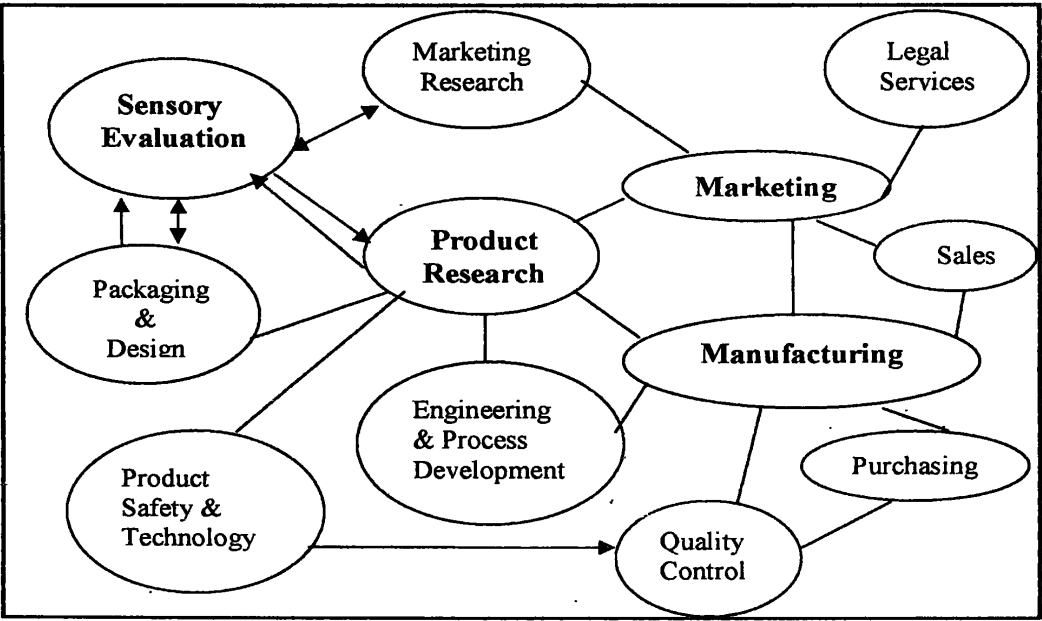 Marketing
Research
Legal
Services
Sensory
Evaluation
Marketing
Product
Research
Sales
Packaging
&
Design
Manufacturing
Engineering
& Process
Development
Purchasing
Product
Safety &
Technology
Quality
Control